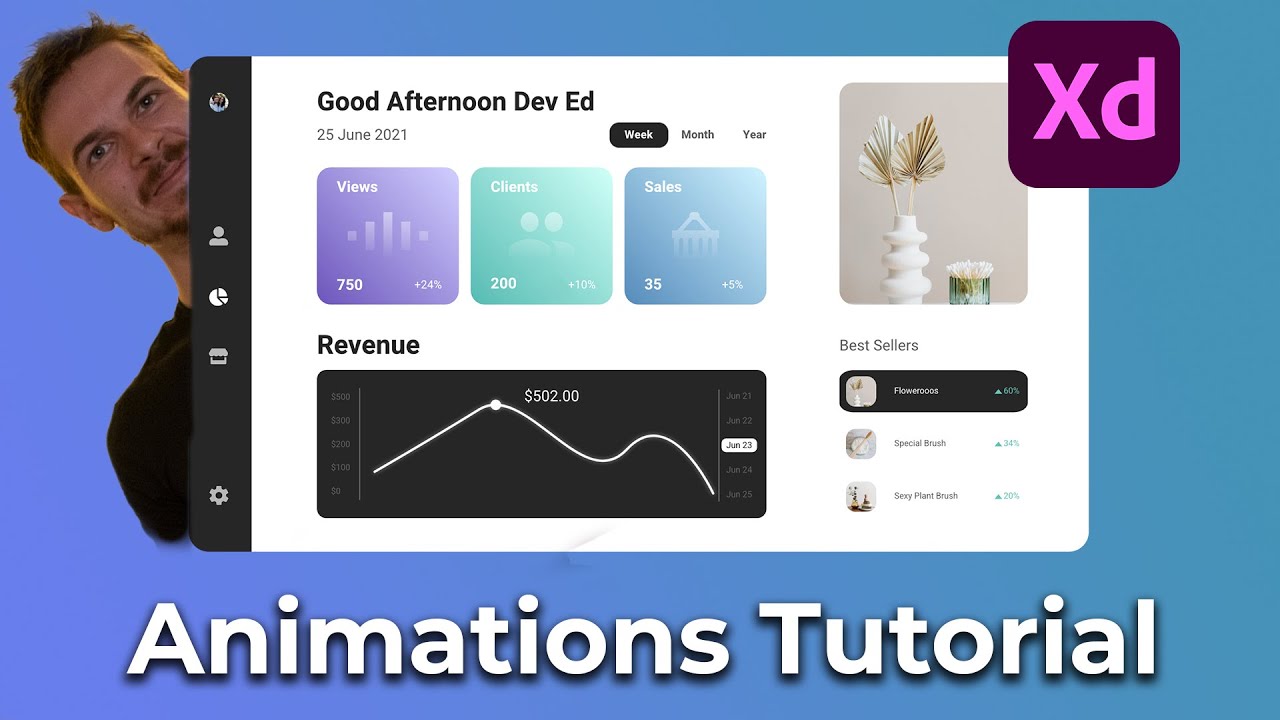 Xd
Good Afternoon Dev Ed
25 June 2021
Week Month Year
Views
750 +24%
Clients
200 +10%
Sales
35 +5%
Revenue
$500
$300
$200
$100
$0
$502.00
Jun 21
Jun 22
Jun 23
Jun 24
Jun 25
Best Sellers
Flowerooos 60%
Special Brush 34%
Sexy Plant Brush 20%
Animations Tutorial